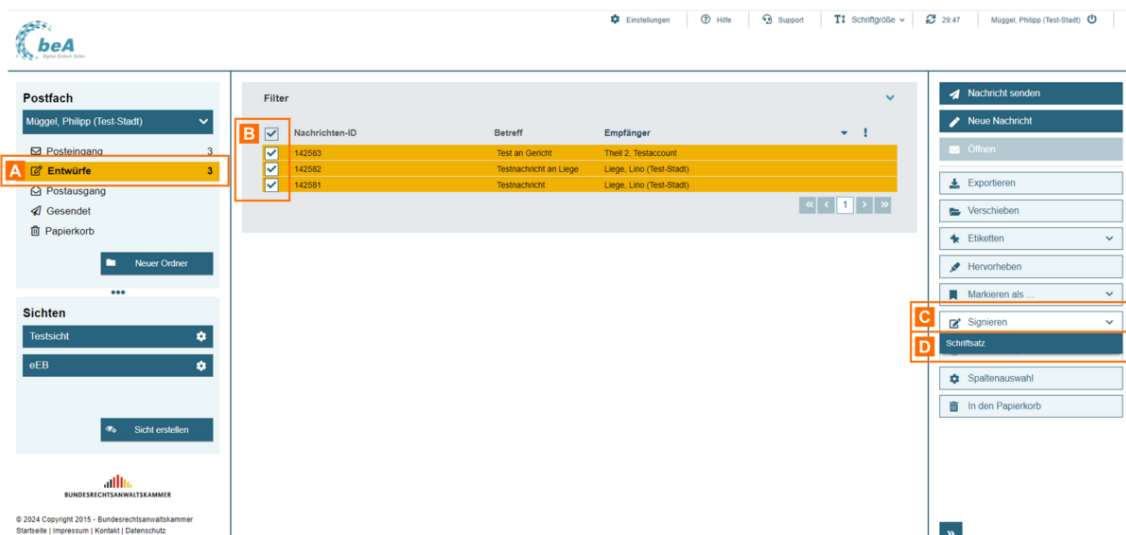 Einstellungen Hilfe Support Schriftgröße 29:47 Müggel, Philipp (Test-Stadt)
beA
Digital. Einfach. Sicher.
Postfach
Müggel, Philipp (Test-Stadt)
Posteingang 3
A Entwürfe 3
Postausgang
Gesendet
Papierkorb
Neuer Ordner
Sichten
Testsicht
eEB
Sicht erstellen
BUNDESRECHTSANWALTSKAMMER
© 2024 Copyright 2015 - Bundesrechtsanwaltskammer
Startseite | Impressum | Kontakt | Datenschutz
Filter
B Nachrichten-ID Betreff Empfänger !
142583 Test an Gericht Theil 2, Testaccount
142582 Testnachricht an Liege Liege, Lino (Test-Stadt)
142581 Testnachricht Liege, Lino (Test-Stadt)
« < 1 > »
Nachricht senden
Neue Nachricht
Öffnen
Exportieren
Verschieben
Etiketten
Hervorheben
Markieren als ...
C Signieren
D Schriftsatz
Spaltenauswahl
In den Papierkorb
»